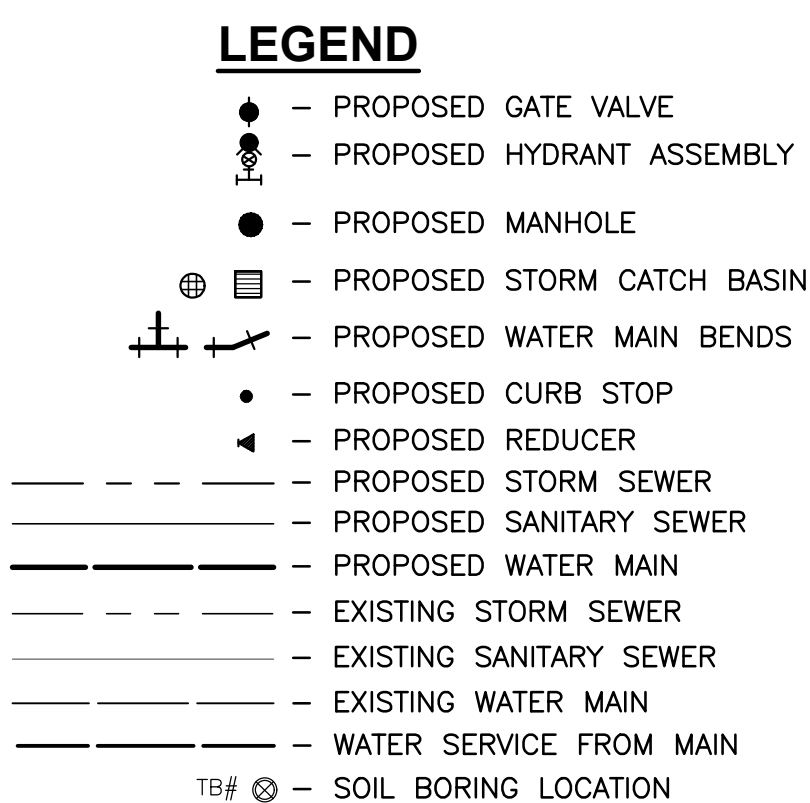 LEGEND
– PROPOSED GATE VALVE
– PROPOSED HYDRANT ASSEMBLY
– PROPOSED MANHOLE
– PROPOSED STORM CATCH BASIN
– PROPOSED WATER MAIN BENDS
– PROPOSED CURB STOP
– PROPOSED REDUCER
– PROPOSED STORM SEWER
– PROPOSED SANITARY SEWER
– PROPOSED WATER MAIN
– EXISTING STORM SEWER
– EXISTING SANITARY SEWER
– EXISTING WATER MAIN
– WATER SERVICE FROM MAIN
TB# – SOIL BORING LOCATION